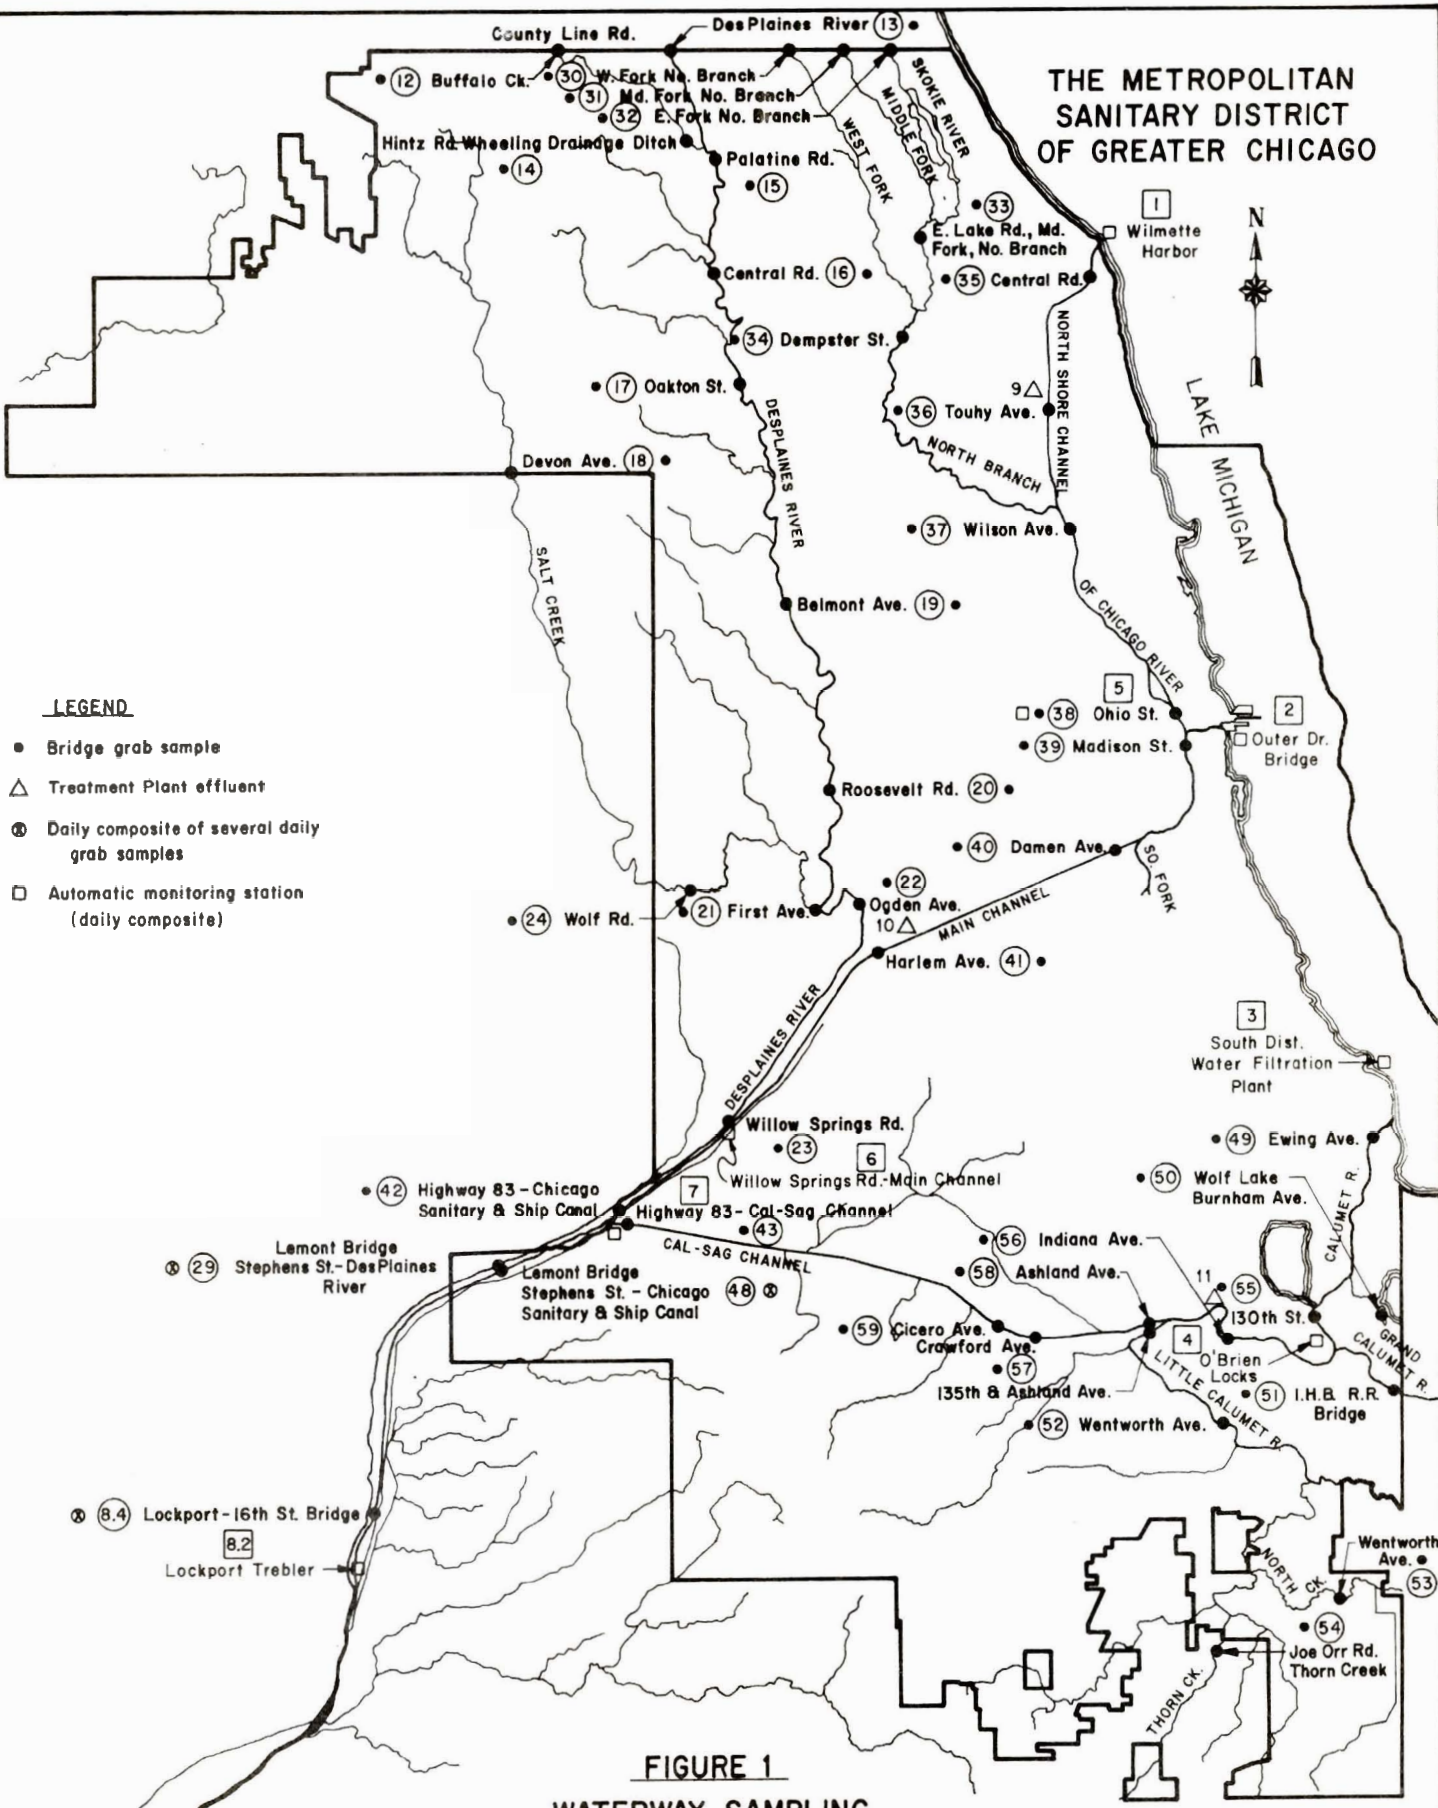 County Line Rd.
DesPlaines River 13
12 Buffalo Ck.
30 W. Fork No. Branch
31 Md. Fork No. Branch
32 E. Fork No. Branch
THE METROPOLITAN
SANITARY DISTRICT
OF GREATER CHICAGO
SKOKIE RIVER
MIDDLE FORK
WEST FORK
Hintz Rd. Wheeling Drainage Ditch
14
Palatine Rd.
15
33
E. Lake Rd., Md.
Fork, No. Branch
1
Wilmette
Harbor
N
Central Rd. 16
35 Central Rd.
34 Dempster St.
NORTH SHORE CHANNEL
17 Oakton St.
9
36 Touhy Ave.
LAKE
MICHIGAN
DESPLAINES RIVER
NORTH BRANCH
Devon Ave. 18
37 Wilson Ave.
SALT CREEK
Belmont Ave. 19
OF CHICAGO RIVER
5
38 Ohio St.
2
Outer Dr.
Bridge
39 Madison St.
LEGEND
Bridge grab sample
Treatment Plant effluent
Daily composite of several daily
grab samples
Automatic monitoring station
(daily composite)
Roosevelt Rd. 20
40 Damen Ave.
SO. FORK
22
Ogden Ave.
24 Wolf Rd.
21 First Ave.
10
MAIN CHANNEL
Harlem Ave. 41
DESPLAINES RIVER
3
South Dist.
Water Filtration
Plant
Willow Springs Rd.
23
6
Willow Springs Rd.-Main Channel
49 Ewing Ave.
50 Wolf Lake
Burnham Ave.
CALUMET R.
42 Highway 83-Chicago
Sanitary & Ship Canal
7
Highway 83-Cal-Sag Channel
43
CAL-SAG CHANNEL
29 Lemont Bridge
Stephens St.-DesPlaines
River
Lemont Bridge
Stephens St. - Chicago
Sanitary & Ship Canal
48
56 Indiana Ave.
58 Ashland Ave.
11
55
130th St.
59 Cicero Ave.
Crawford Ave.
57
4
O'Brien
Locks
GRAND
CALUMET R.
135th & Ashland Ave.
LITTLE CALUMET R.
51 I.H.B. R.R.
Bridge
52 Wentworth Ave.
8.4 Lockport-16th St. Bridge
8.2
Lockport Trebler
NORTH CK.
Wentworth
Ave.
53
54
Joe Orr Rd.
Thorn Creek
THORN CK.
FIGURE 1
WATERWAY SAMPLING